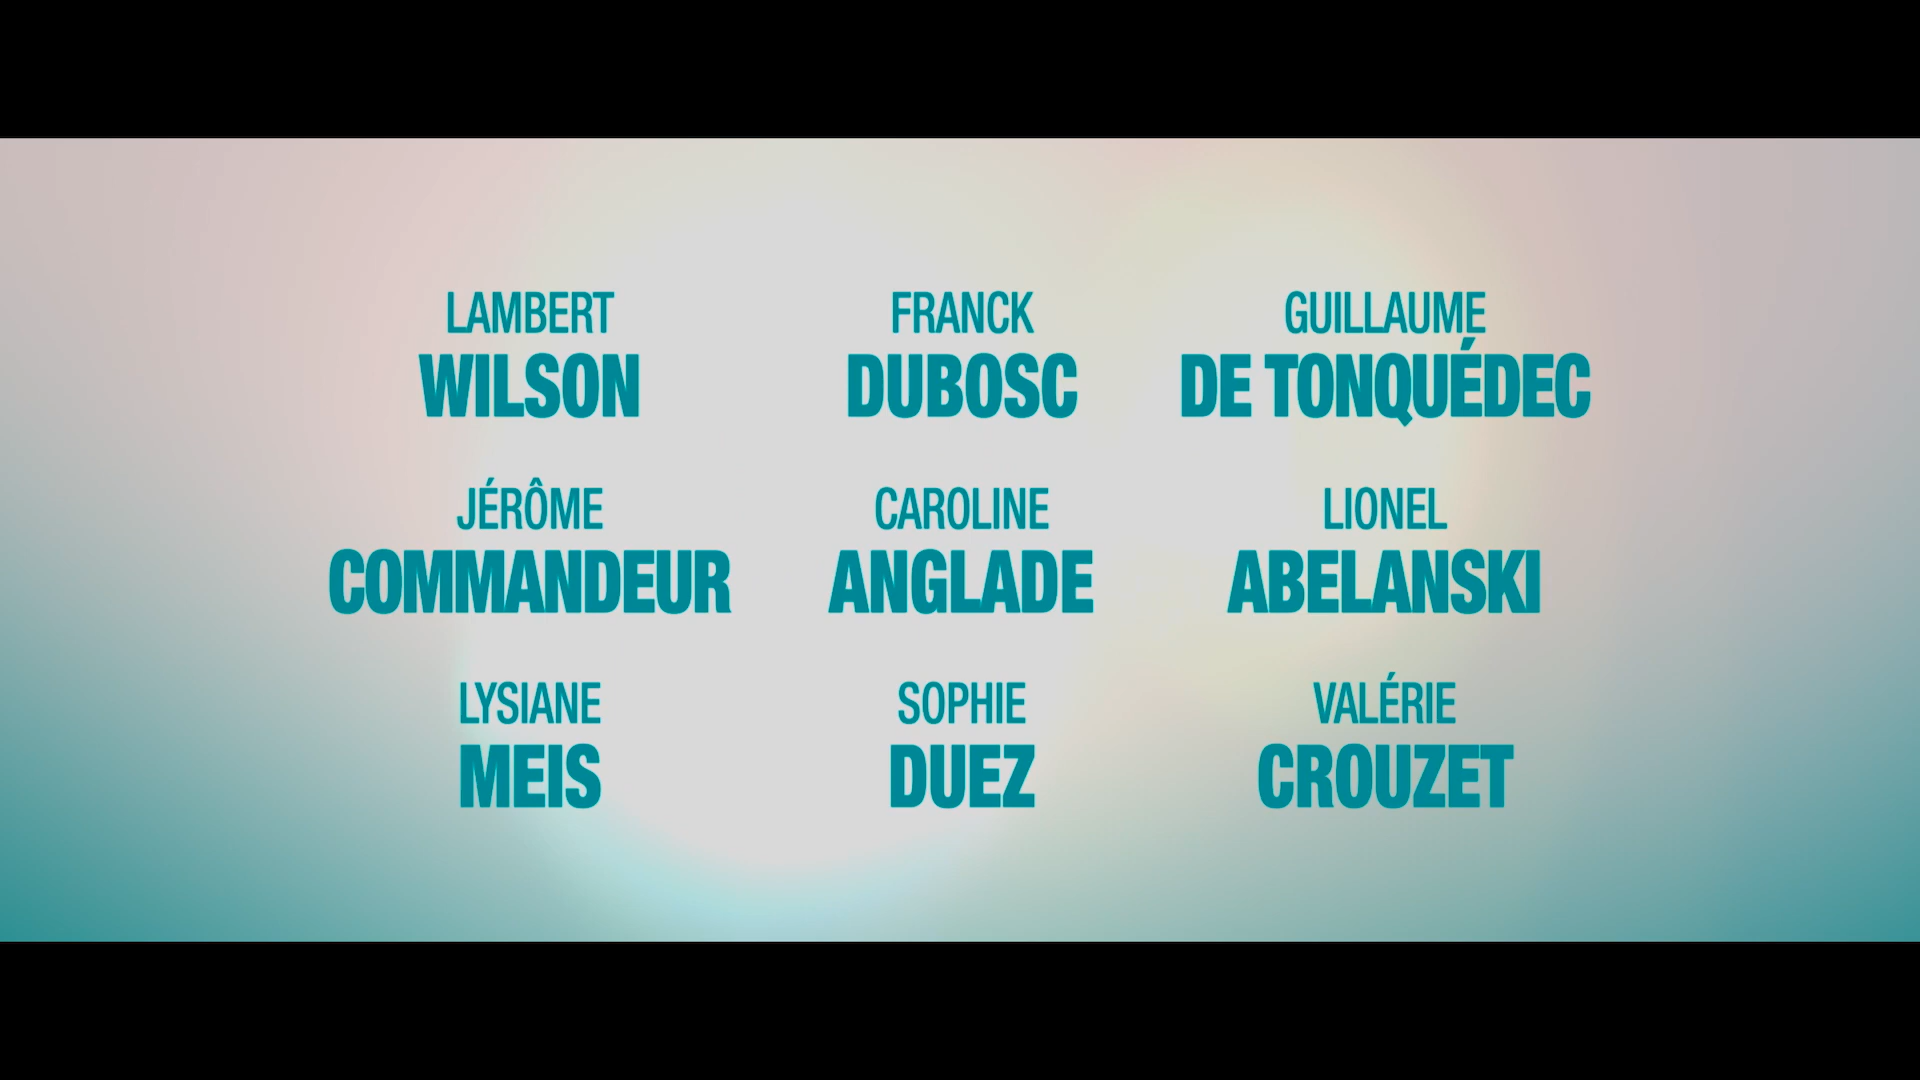 LAMBERT
WILSON
FRANCK
DUBOSC
GUILLAUME
DE TONQUÉDEC
JÉRÔME
COMMANDEUR
CAROLINE
ANGLADE
LIONEL
ABELANSKI
LYSIANE
MEIS
SOPHIE
DUEZ
VALÉRIE
CROUZET